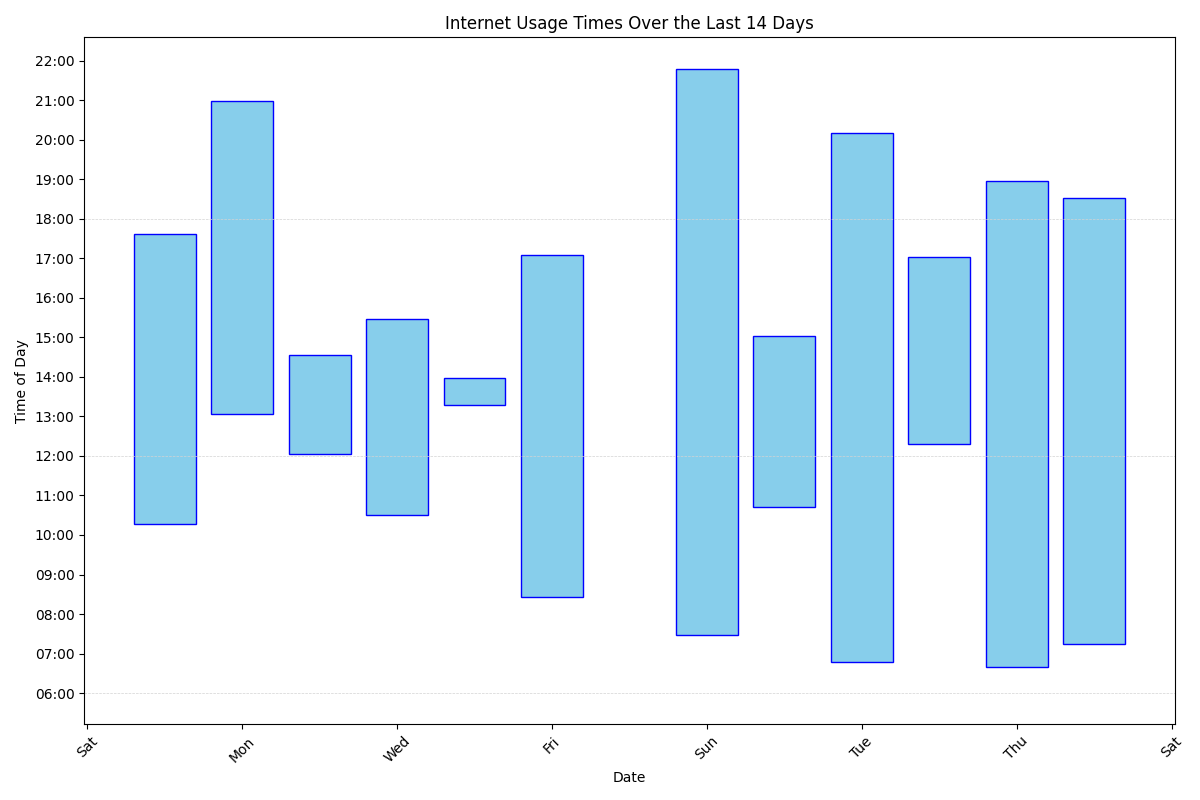 Internet Usage Times Over the Last 14 Days
22:00
21:00
20:00
19:00
18:00
17:00
16:00
15:00
14:00
13:00
12:00
11:00
10:00
09:00
08:00
07:00
06:00
Time of Day
Sat
Mon
Wed
Fri
Sun
Tue
Thu
Sat
Date